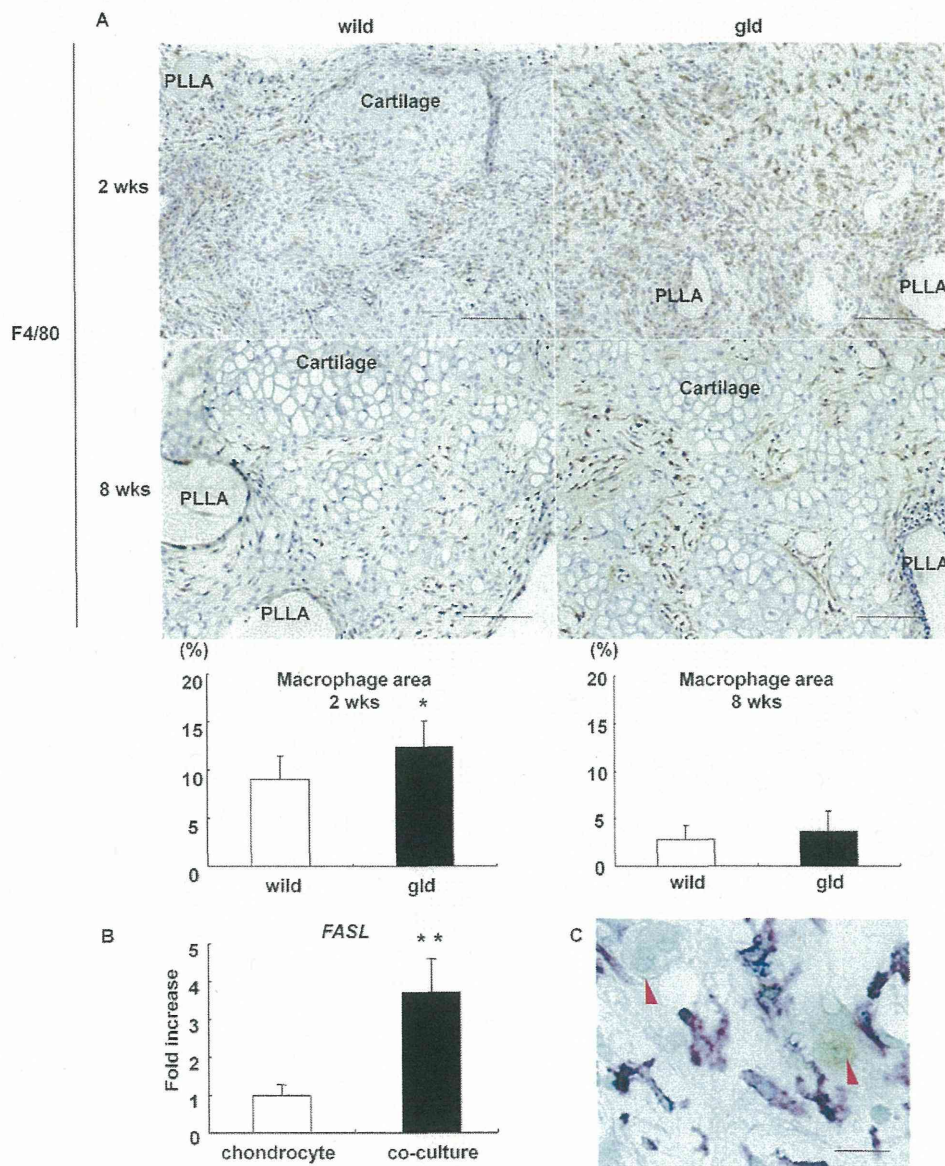 A
wild
gld
PLLA
Cartilage
2 wks
PLLA
PLLA
F4/80
Cartilage
Cartilage
8 wks
PLLA
PLLA
PLLA
(%)
Macrophage area
2 wks
*
20
15
10
5
0
wild
gld
(%)
Macrophage area
8 wks
20
15
10
5
0
wild
gld
B
FASL
* *
Fold increase
5
4
3
2
1
0
chondrocyte
co-culture
C